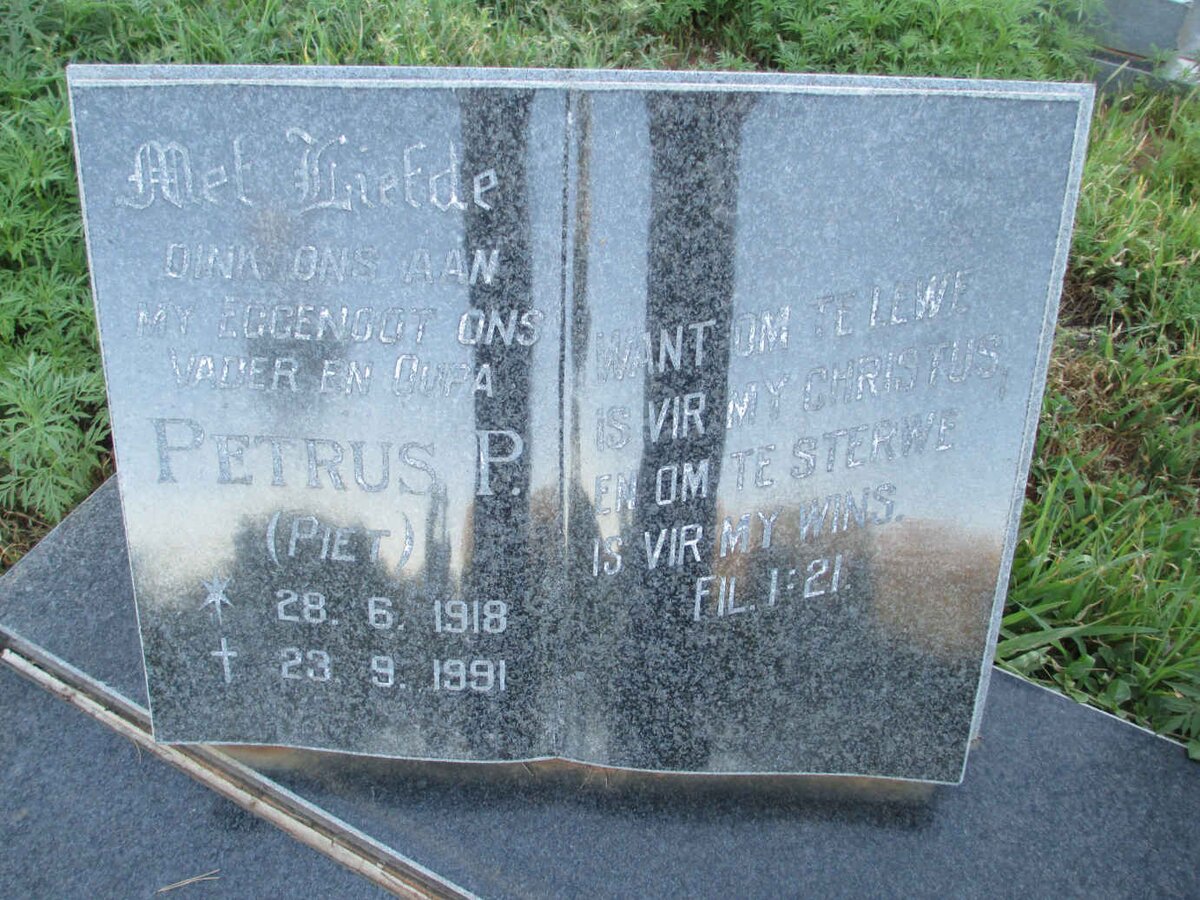 Met Liefde
DINK ONS AAN
MY EGGENOOT ONS
VADER EN OUPA
PETRUS P.
(PIET)
28. 6. 1918
† 23. 9. 1991
WANT OM TE LEWE
IS VIR MY CHRISTUS,
EN OM TE STERWE
IS VIR MY WINS.
FIL. 1:21.